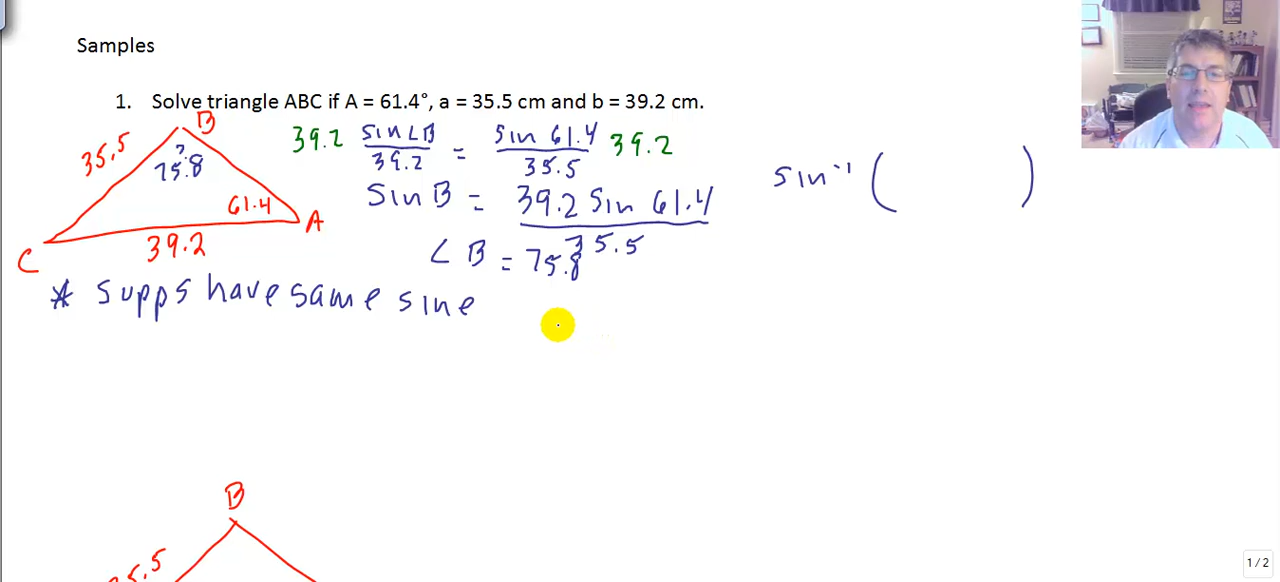 Samples
1. Solve triangle ABC if A = 61.4°, a = 35.5 cm and b = 39.2 cm.
B
35.5
?
75.8
61.4
A
C
39.2
39.2 sin∠B / 39.2 = sin 61.4 / 35.5 39.2
sin B = 39.2 sin 61.4 / 35.5
∠B = 75.8
sin⁻¹ ( )
* supps have same sine
B
35.5
1 / 2